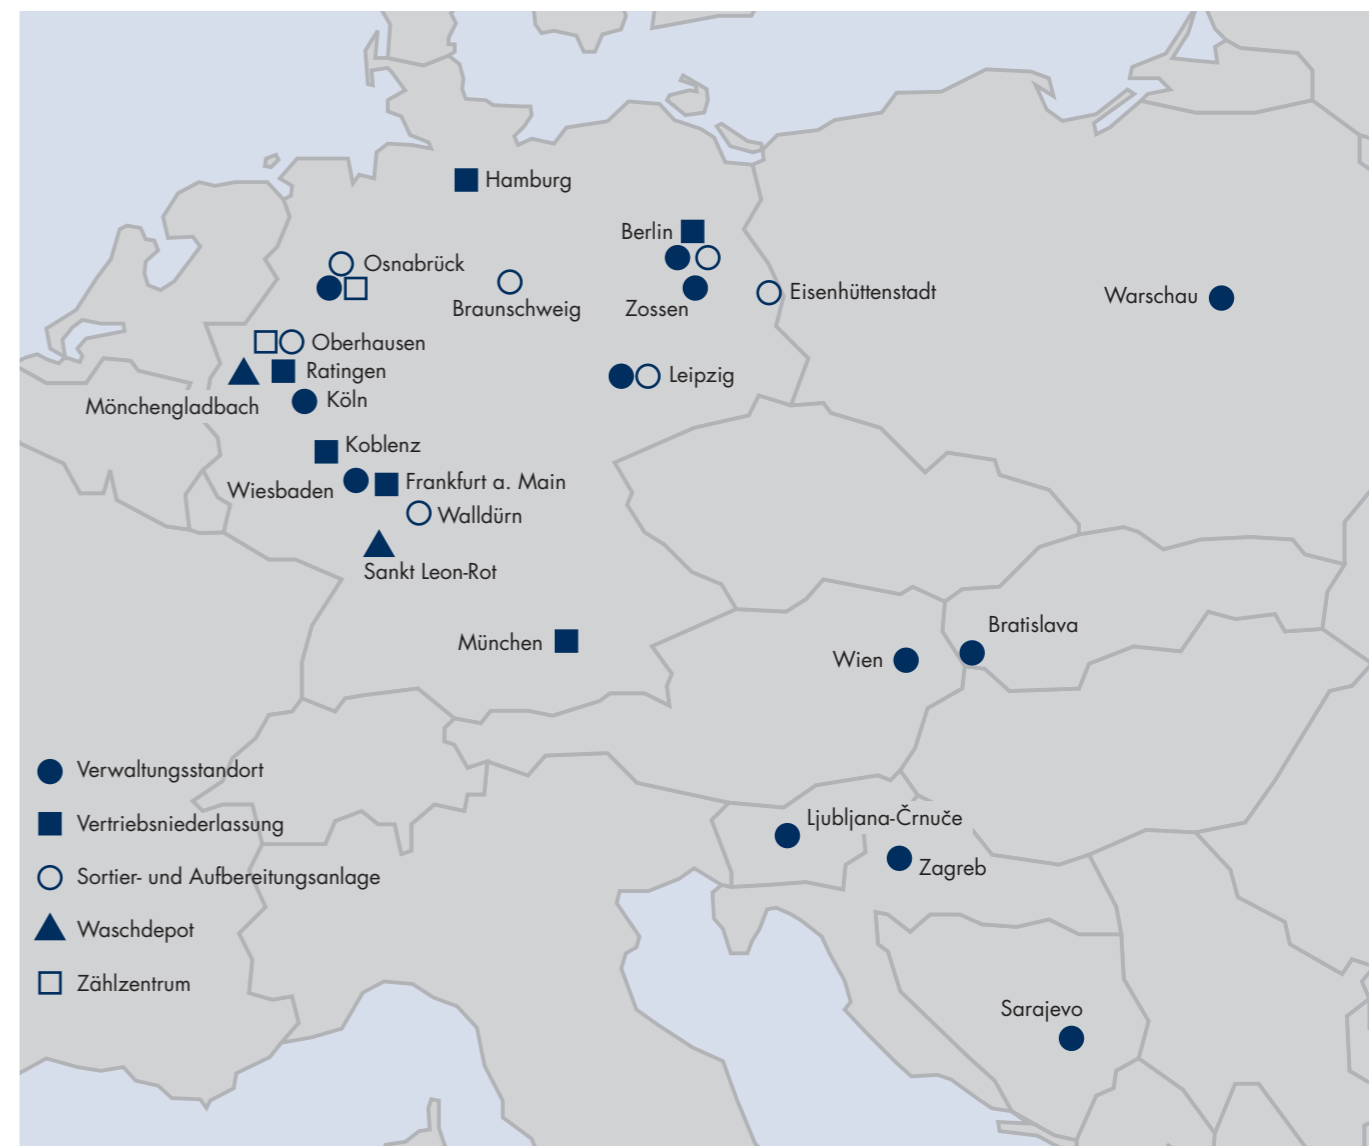 Hamburg
Berlin
Osnabrück
Braunschweig
Zossen
Eisenhüttenstadt
Warschau
Oberhausen
Ratingen
Leipzig
Mönchengladbach
Köln
Koblenz
Wiesbaden
Frankfurt a. Main
Walldürn
Sankt Leon-Rot
München
Bratislava
Wien
Ljubljana-Črnuče
Zagreb
Sarajevo
Verwaltungsstandort
Vertriebsniederlassung
Sortier- und Aufbereitungsanlage
Waschdepot
Zählzentrum